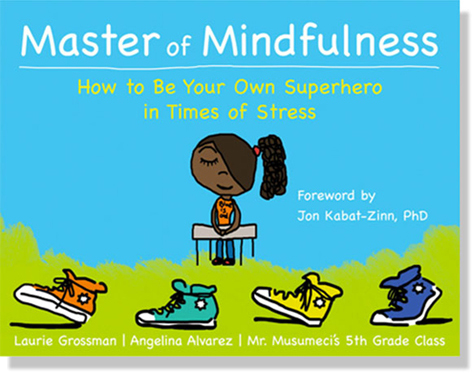 Master of Mindfulness
How to Be Your Own Superhero
in Times of Stress
Foreword by
Jon Kabat-Zinn, PhD
Laurie Grossman | Angelina Alvarez | Mr. Musumeci's 5th Grade Class